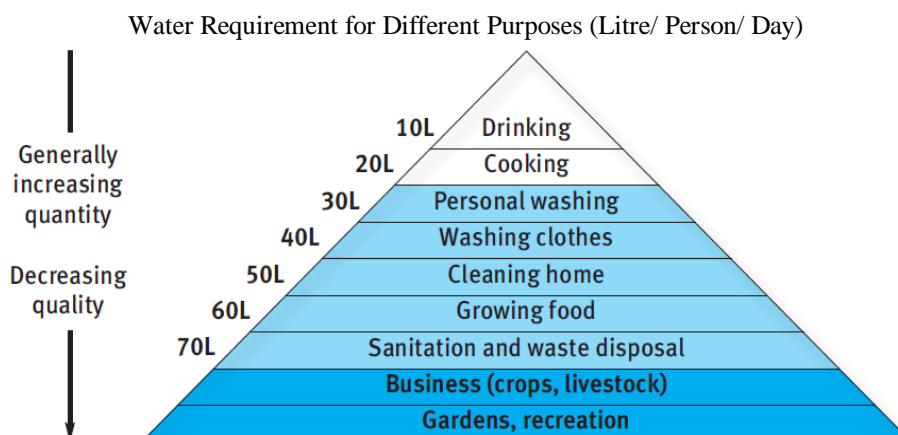 Water Requirement for Different Purposes (Litre/ Person/ Day)
Generally
increasing
quantity
Decreasing
quality
10L Drinking
20L Cooking
30L Personal washing
40L Washing clothes
50L Cleaning home
60L Growing food
70L Sanitation and waste disposal
Business (crops, livestock)
Gardens, recreation